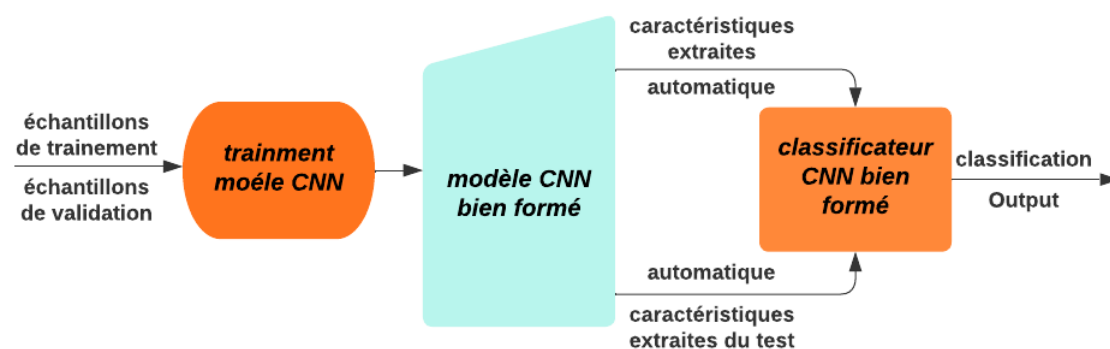 échantillons
de trainement
échantillons
de validation
trainment
moéle CNN
modèle CNN
bien formé
caractéristiques
extraites
automatique
automatique
caractéristiques
extraites du test
classificateur
CNN bien
formé
classification
Output